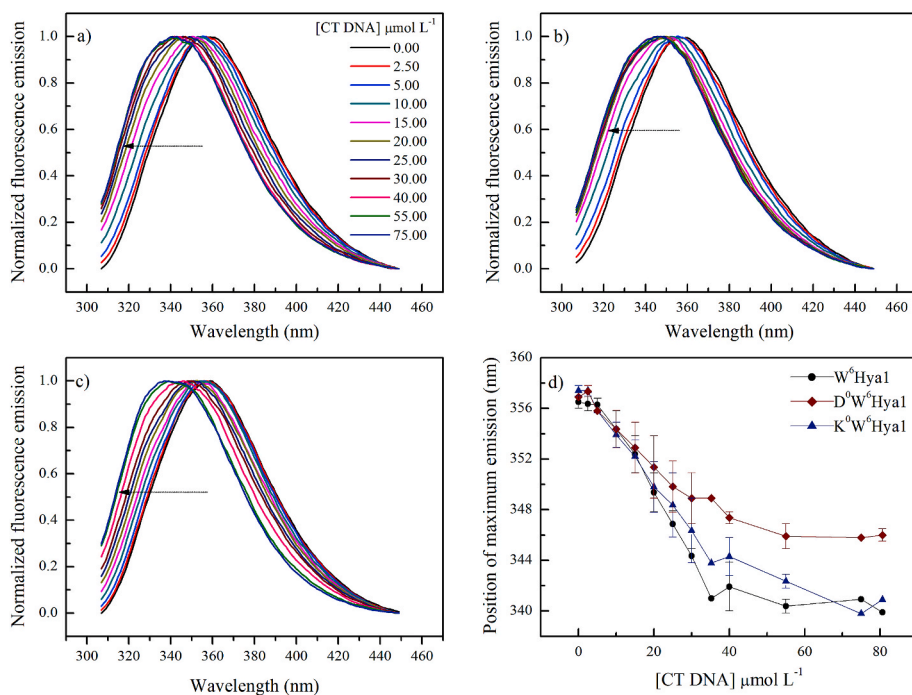 a)
[CT DNA] μmol L⁻¹
0.00
2.50
5.00
10.00
15.00
20.00
25.00
30.00
40.00
55.00
75.00
Normalized fluorescence emission
1.0
0.8
0.6
0.4
0.2
0.0
300 320 340 360 380 400 420 440 460
Wavelength (nm)
b)
Normalized fluorescence emission
1.0
0.8
0.6
0.4
0.2
0.0
300 320 340 360 380 400 420 440 460
Wavelength (nm)
c)
Normalized fluorescence emission
1.0
0.8
0.6
0.4
0.2
0.0
300 320 340 360 380 400 420 440 460
Wavelength (nm)
d)
W⁶Hya1
D⁰W⁶Hya1
K⁰W⁶Hya1
Position of maximum emission (nm)
360
356
352
348
344
340
0 20 40 60 80
[CT DNA] μmol L⁻¹